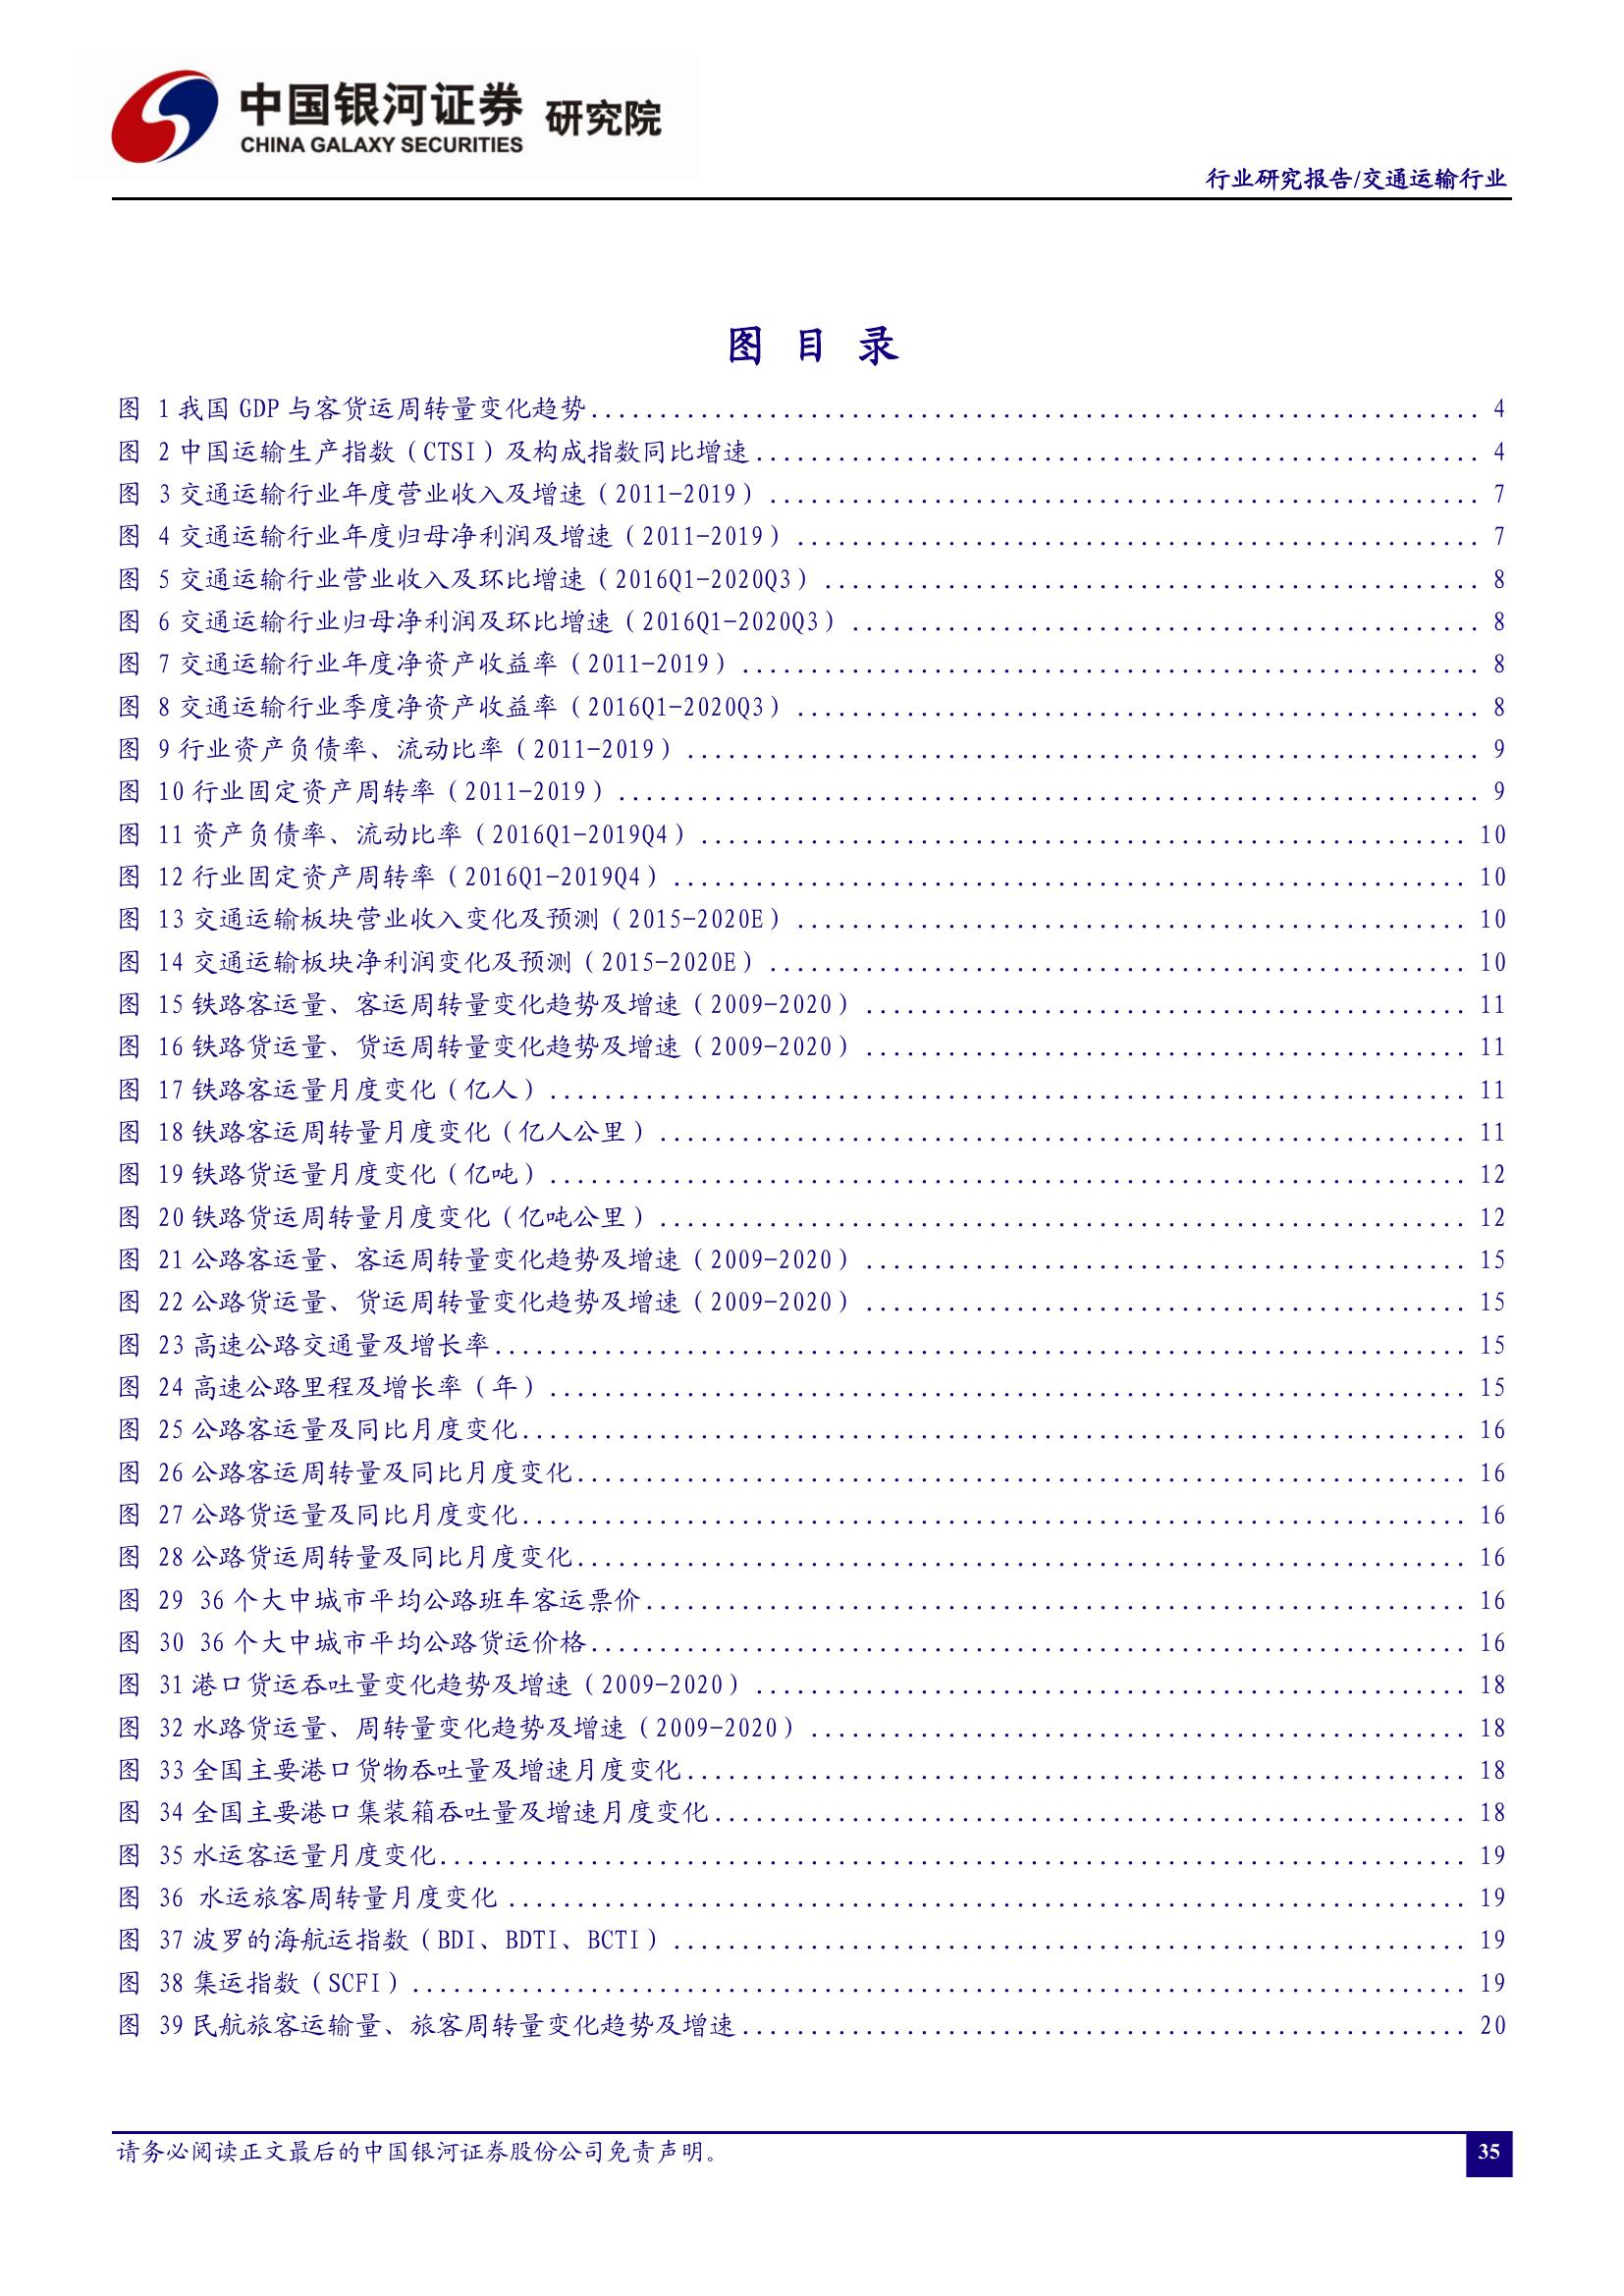 中国银河证券 研究院
CHINA GALAXY SECURITIES
行业研究报告/交通运输行业
图 目 录
图 1 我国 GDP 与客货运周转量变化趋势 4
图 2 中国运输生产指数（CTSI）及构成指数同比增速 4
图 3 交通运输行业年度营业收入及增速（2011-2019） 7
图 4 交通运输行业年度归母净利润及增速（2011-2019） 7
图 5 交通运输行业营业收入及环比增速（2016Q1-2020Q3） 8
图 6 交通运输行业归母净利润及环比增速（2016Q1-2020Q3） 8
图 7 交通运输行业年度净资产收益率（2011-2019） 8
图 8 交通运输行业季度净资产收益率（2016Q1-2020Q3） 8
图 9 行业资产负债率、流动比率（2011-2019） 9
图 10 行业固定资产周转率（2011-2019） 9
图 11 资产负债率、流动比率（2016Q1-2019Q4） 10
图 12 行业固定资产周转率（2016Q1-2019Q4） 10
图 13 交通运输板块营业收入变化及预测（2015-2020E） 10
图 14 交通运输板块净利润变化及预测（2015-2020E） 10
图 15 铁路客运量、客运周转量变化趋势及增速（2009-2020） 11
图 16 铁路货运量、货运周转量变化趋势及增速（2009-2020） 11
图 17 铁路客运量月度变化（亿人） 11
图 18 铁路客运周转量月度变化（亿人公里） 11
图 19 铁路货运量月度变化（亿吨） 12
图 20 铁路货运周转量月度变化（亿吨公里） 12
图 21 公路客运量、客运周转量变化趋势及增速（2009-2020） 15
图 22 公路货运量、货运周转量变化趋势及增速（2009-2020） 15
图 23 高速公路交通量及增长率 15
图 24 高速公路里程及增长率（年） 15
图 25 公路客运量及同比月度变化 16
图 26 公路客运周转量及同比月度变化 16
图 27 公路货运量及同比月度变化 16
图 28 公路货运周转量及同比月度变化 16
图 29 36 个大中城市平均公路班车客运票价 16
图 30 36 个大中城市平均公路货运价格 16
图 31 港口货运吞吐量变化趋势及增速（2009-2020） 18
图 32 水路货运量、周转量变化趋势及增速（2009-2020） 18
图 33 全国主要港口货物吞吐量及增速月度变化 18
图 34 全国主要港口集装箱吞吐量及增速月度变化 18
图 35 水运客运量月度变化 19
图 36 水运旅客周转量月度变化 19
图 37 波罗的海航运指数（BDI、BDTI、BCTI） 19
图 38 集运指数（SCFI） 19
图 39 民航旅客运输量、旅客周转量变化趋势及增速 20
请务必阅读正文最后的中国银河证券股份公司免责声明。 35